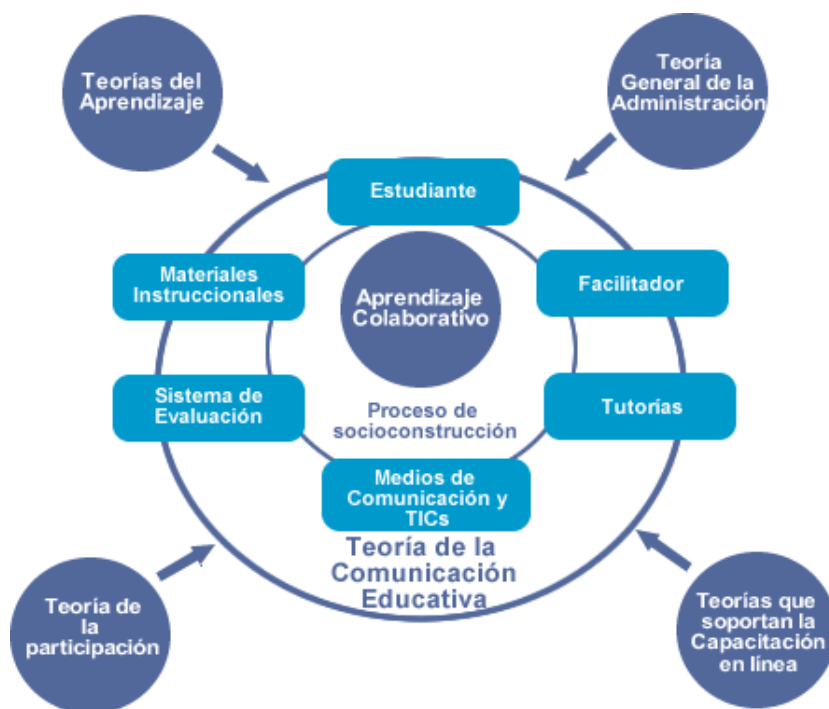 Teorías del
Aprendizaje
Teoría
General de la
Administración
Estudiante
Materiales
Instruccionales
Aprendizaje
Colaborativo
Facilitador
Sistema de
Evaluación
Proceso de
socioconstrucción
Tutorías
Medios de
Comunicación y
TICs
Teoría de la
Comunicación
Educativa
Teoría de
la
participación
Teorías que
soportan la
Capacitación
en línea